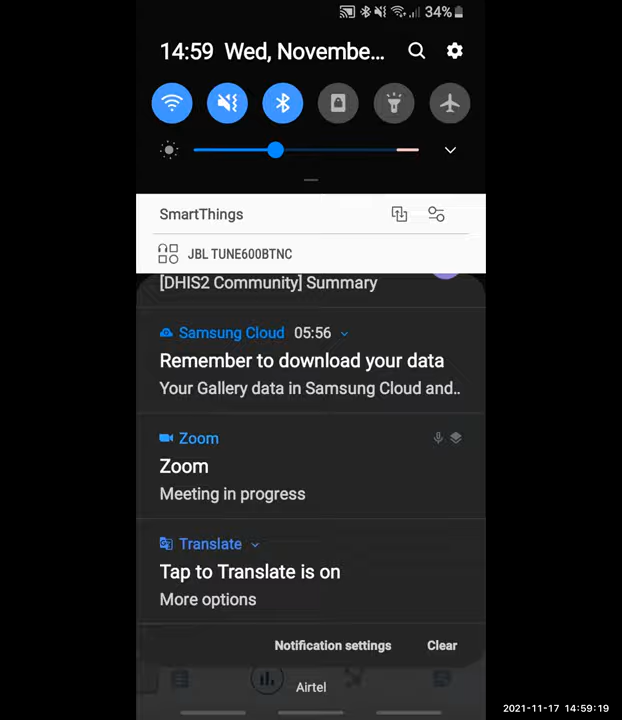 34%
14:59 Wed, Novembe...
SmartThings
JBL TUNE600BTNC
[DHIS2 Community] Summary
Samsung Cloud 05:56
Remember to download your data
Your Gallery data in Samsung Cloud and..
Zoom
Zoom
Meeting in progress
Translate
Tap to Translate is on
More options
Notification settings Clear
Airtel
2021-11-17 14:59:19